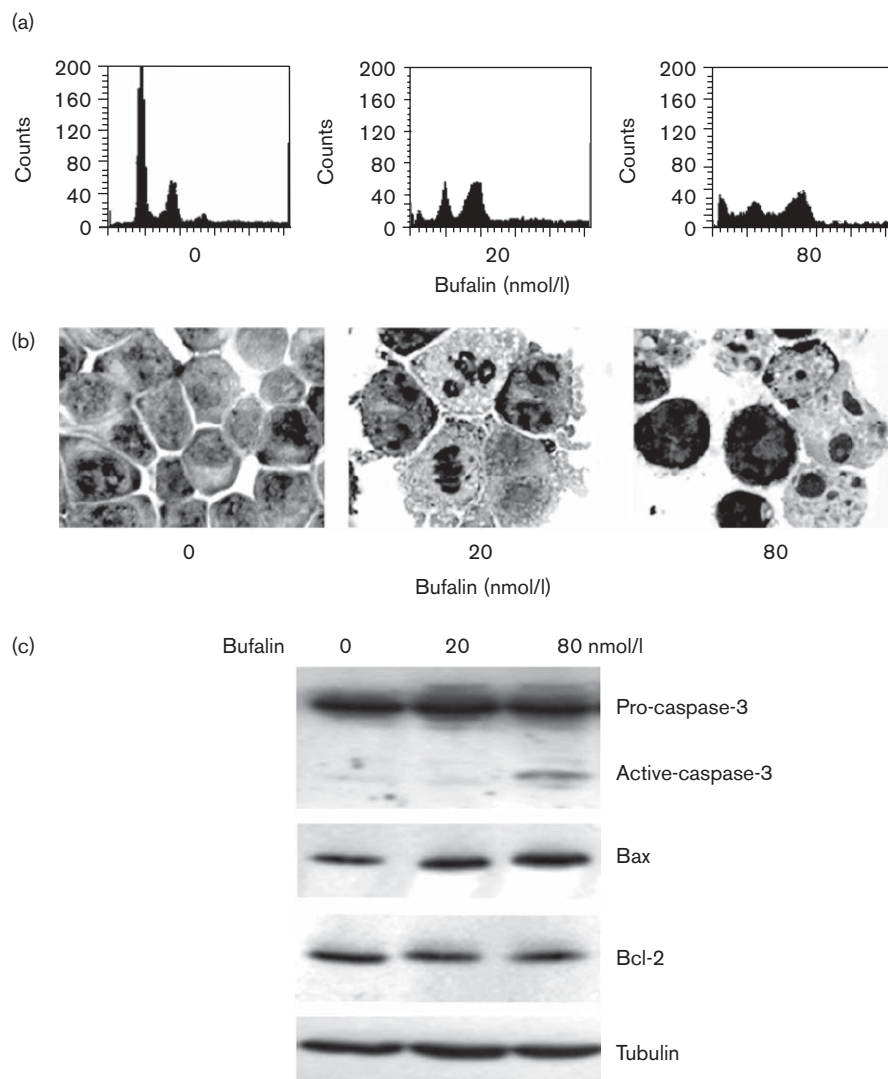 (a)
200 200 200
160 160 160
120 120 120
80 80 80
40 40 40
0 0 0
Counts Counts Counts
0 20 80
Bufalin (nmol/l)
(b)
0 20 80
Bufalin (nmol/l)
(c) Bufalin 0 20 80 nmol/l
Pro-caspase-3
Active-caspase-3
Bax
Bcl-2
Tubulin